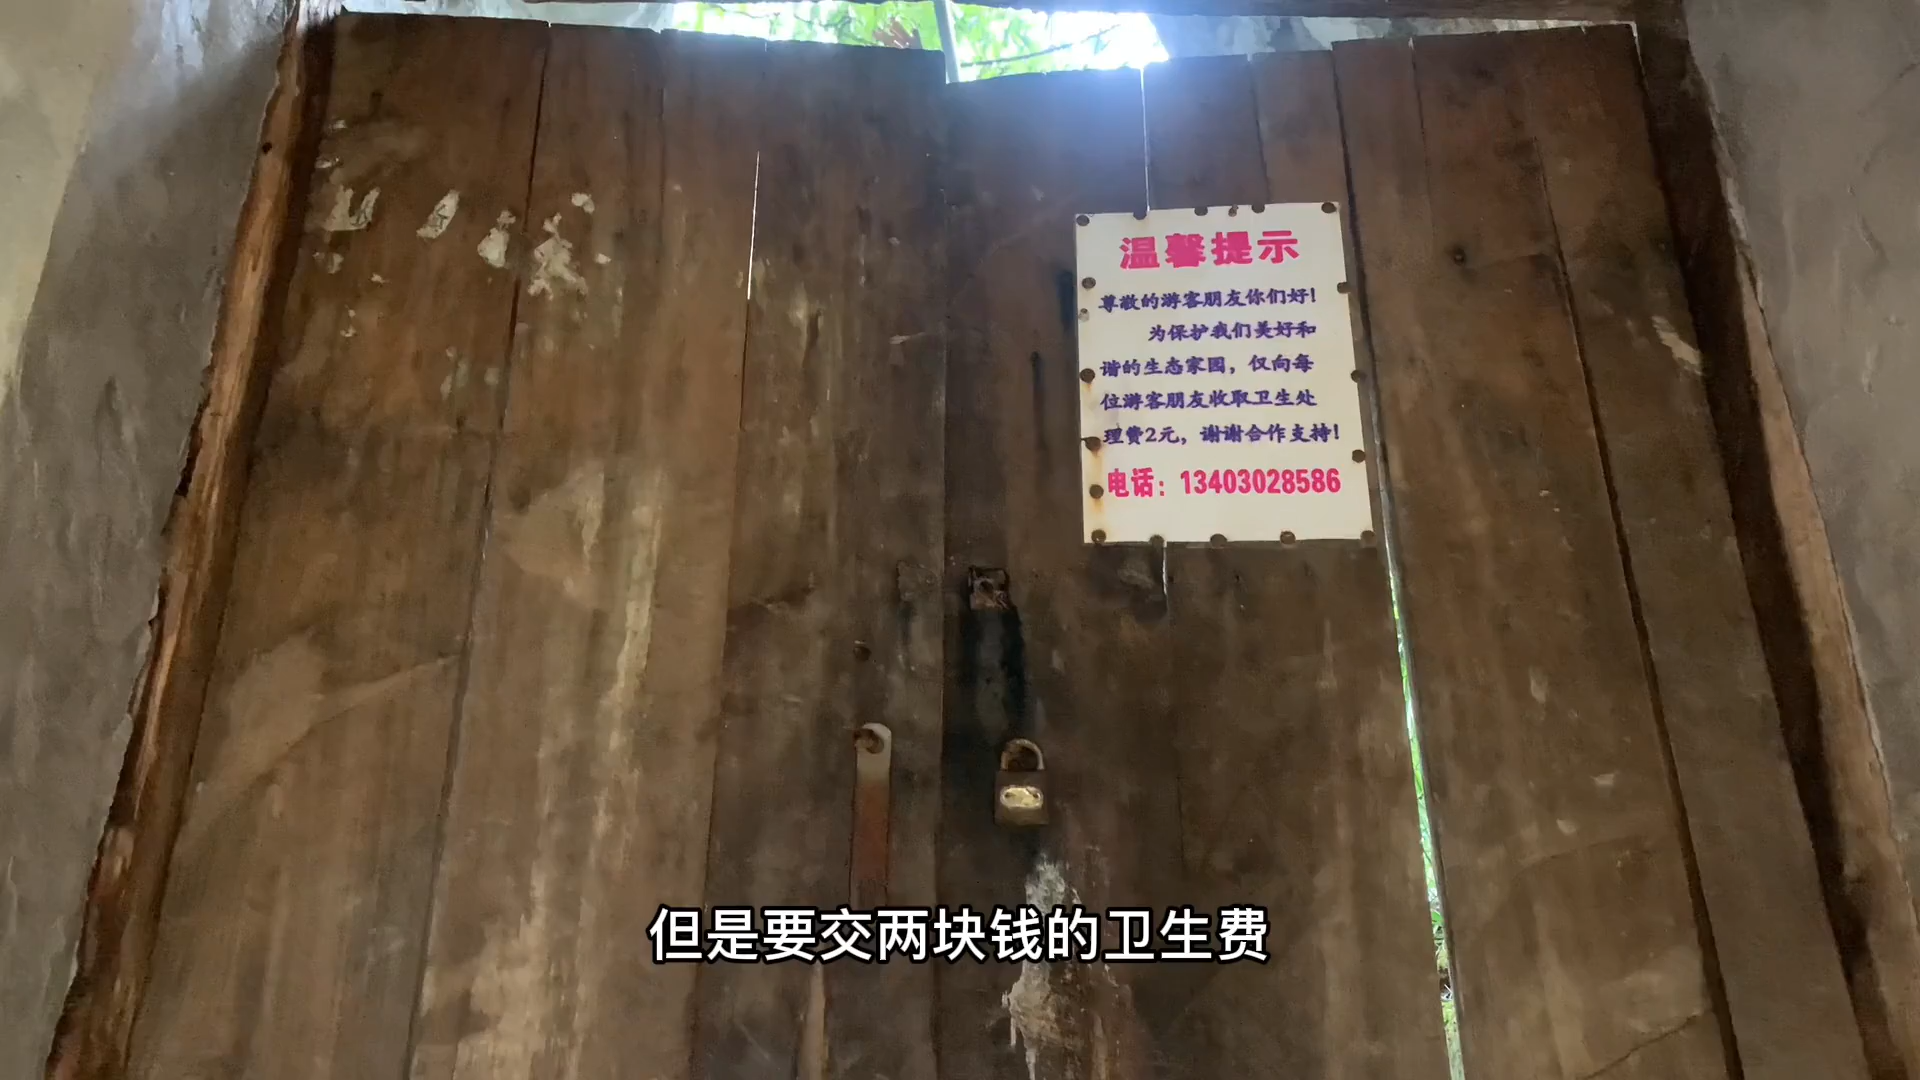 温馨提示
尊敬的游客朋友你们好!
为保护我们美好和
谐的生态家园，仅向每
位游客朋友收取卫生处
理费2元，谢谢合作支持!
电话：13403028586
但是要交两块钱的卫生费